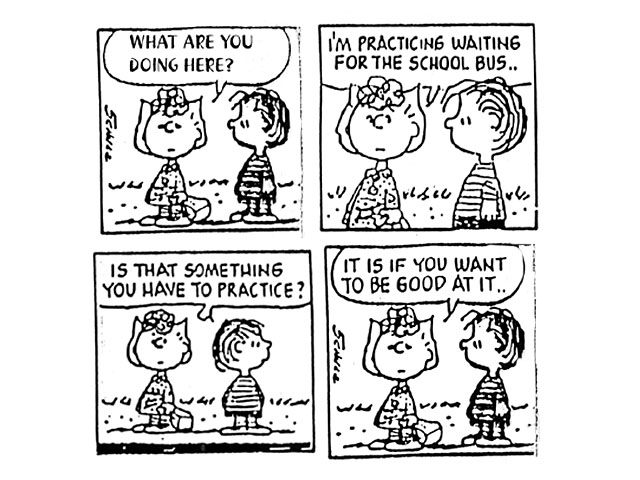 WHAT ARE YOU
DOING HERE?
I'M PRACTICING WAITING
FOR THE SCHOOL BUS..
IS THAT SOMETHING
YOU HAVE TO PRACTICE?
IT IS IF YOU WANT
TO BE GOOD AT IT..